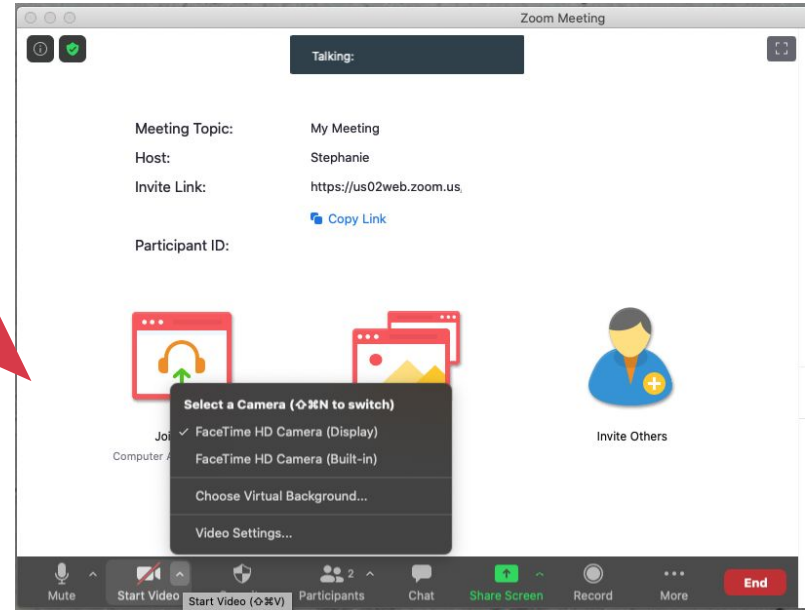 Zoom Meeting
Talking:
Meeting Topic: My Meeting
Host: Stephanie
Invite Link: https://us02web.zoom.us
Copy Link
Participant ID:
Select a Camera (⇧⌘N to switch)
✓ FaceTime HD Camera (Display)
FaceTime HD Camera (Built-in)
Choose Virtual Background...
Video Settings...
Computer
Invite Others
2
Mute
Start Video
Participants
Chat
Share Screen
Record
More
End
Start Video (⇧⌘V)